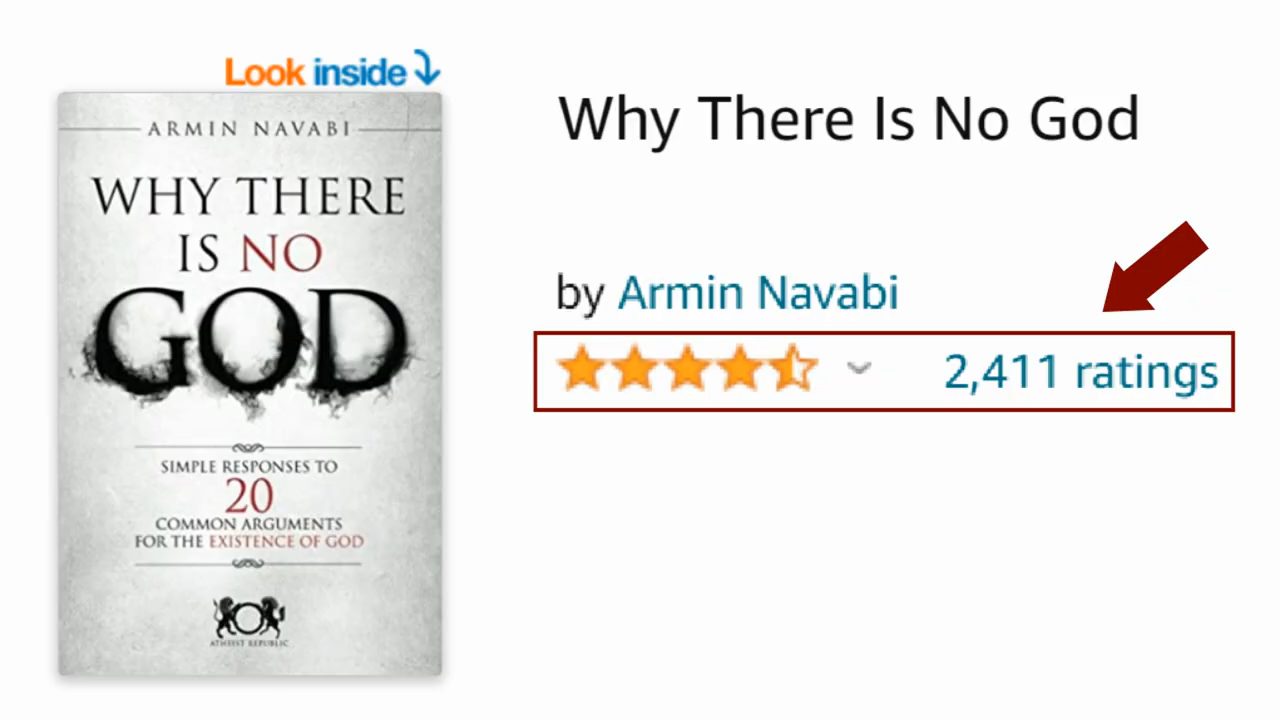 Look inside
ARMIN NAVABI
WHY THERE
IS NO
GOD
SIMPLE RESPONSES TO
20
COMMON ARGUMENTS
FOR THE EXISTENCE OF GOD
ATHEIST REPUBLIC
Why There Is No God
by Armin Navabi
2,411 ratings